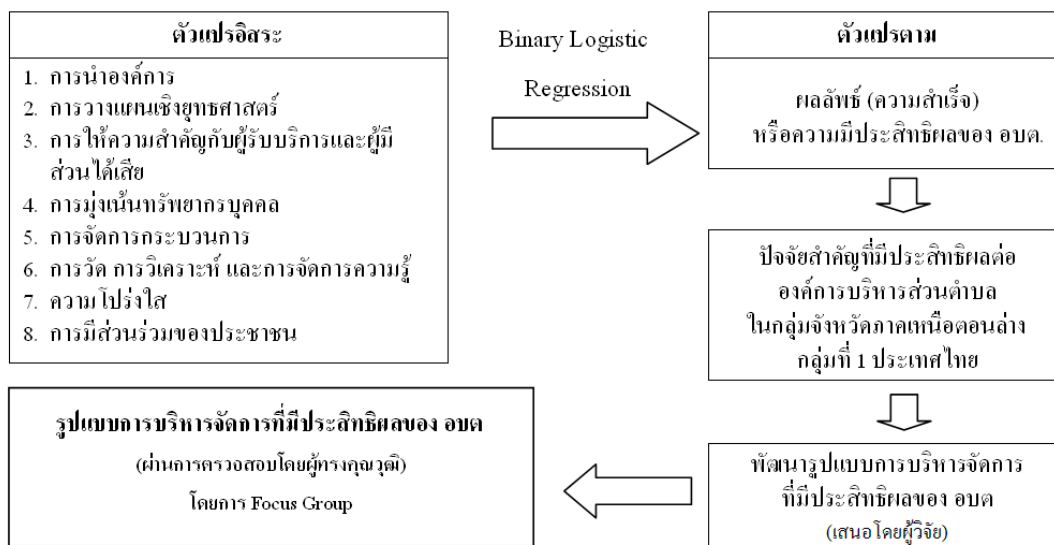 ตัวแปรอิสระ
1. การนำองค์การ
2. การวางแผนเชิงยุทธศาสตร์
3. การให้ความสำคัญกับผู้รับบริการและผู้มี
ส่วนได้เสีย
4. การมุ่งเน้นทรัพยากรบุคคล
5. การจัดการกระบวนการ
6. การวัด การวิเคราะห์ และการจัดการความรู้
7. ความโปร่งใส
8. การมีส่วนร่วมของประชาชน
Binary Logistic
Regression
ตัวแปรตาม
ผลลัพธ์ (ความสำเร็จ)
หรือความมีประสิทธิผลของ อบต.
ปัจจัยสำคัญที่มีประสิทธิผลต่อ
องค์การบริหารส่วนตำบล
ในกลุ่มจังหวัดภาคเหนือตอนล่าง
กลุ่มที่ 1 ประเทศไทย
พัฒนารูปแบบการบริหารจัดการ
ที่มีประสิทธิผลของ อบต
(เสนอโดยผู้วิจัย)
รูปแบบการบริหารจัดการที่มีประสิทธิผลของ อบต
(ผ่านการตรวจสอบโดยผู้ทรงคุณวุฒิ)
โดยการ Focus Group